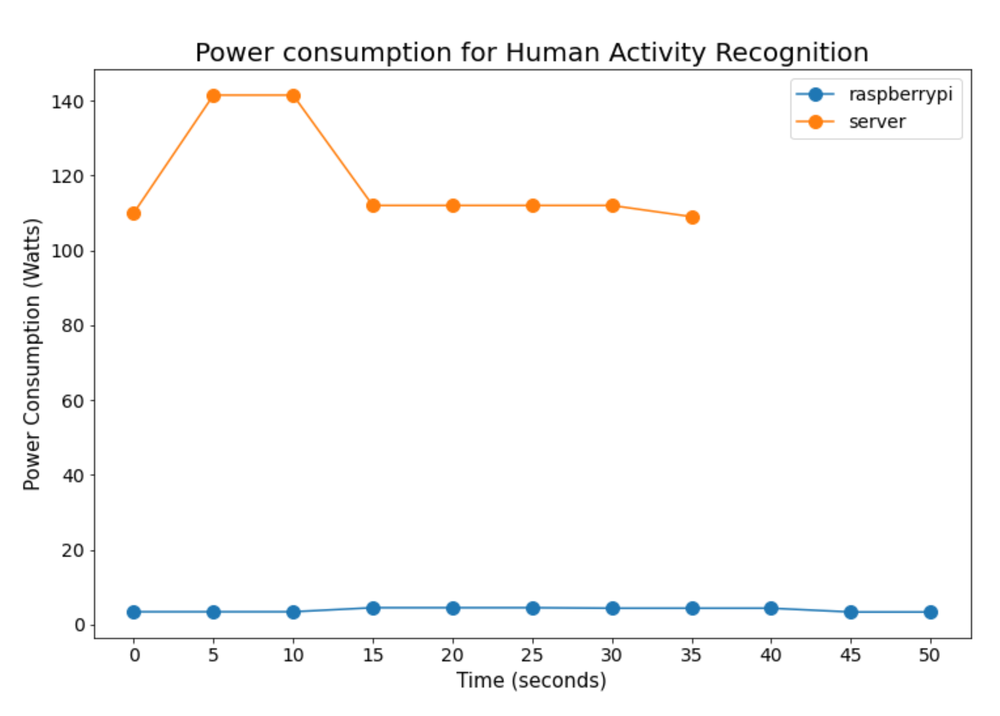 Power consumption for Human Activity Recognition
raspberrypi
server
140
120
100
80
60
40
20
0
Power Consumption (Watts)
0 5 10 15 20 25 30 35 40 45 50
Time (seconds)